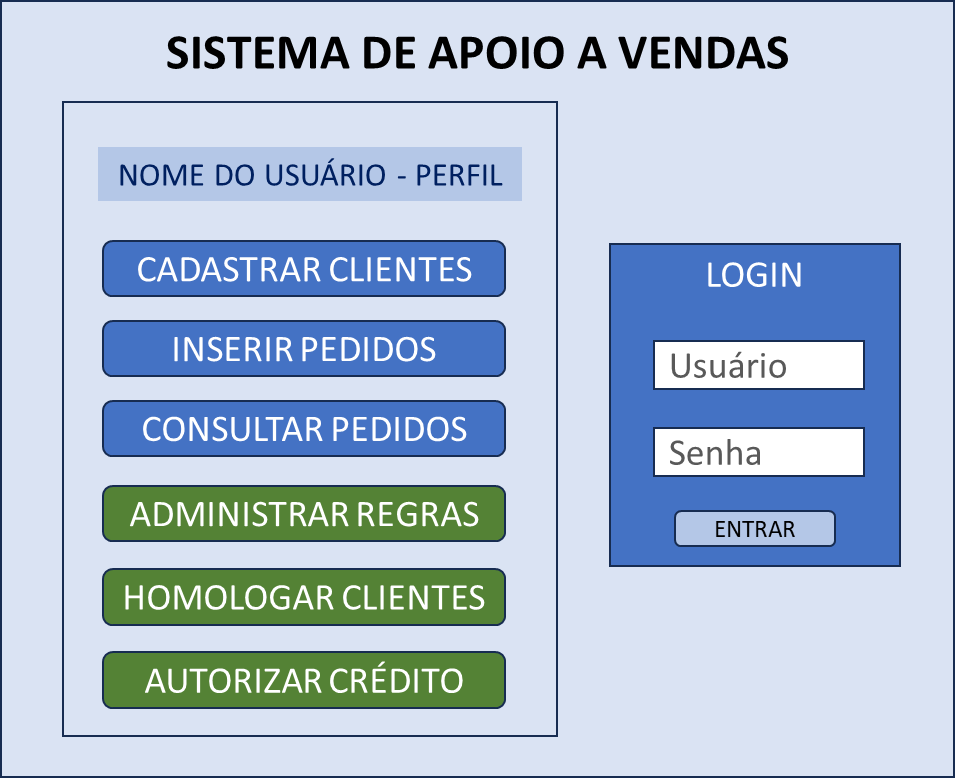 SISTEMA DE APOIO A VENDAS
NOME DO USUÁRIO - PERFIL
CADASTRAR CLIENTES
INSERIR PEDIDOS
CONSULTAR PEDIDOS
ADMINISTRAR REGRAS
HOMOLOGAR CLIENTES
AUTORIZAR CRÉDITO
LOGIN
Usuário
Senha
ENTRAR